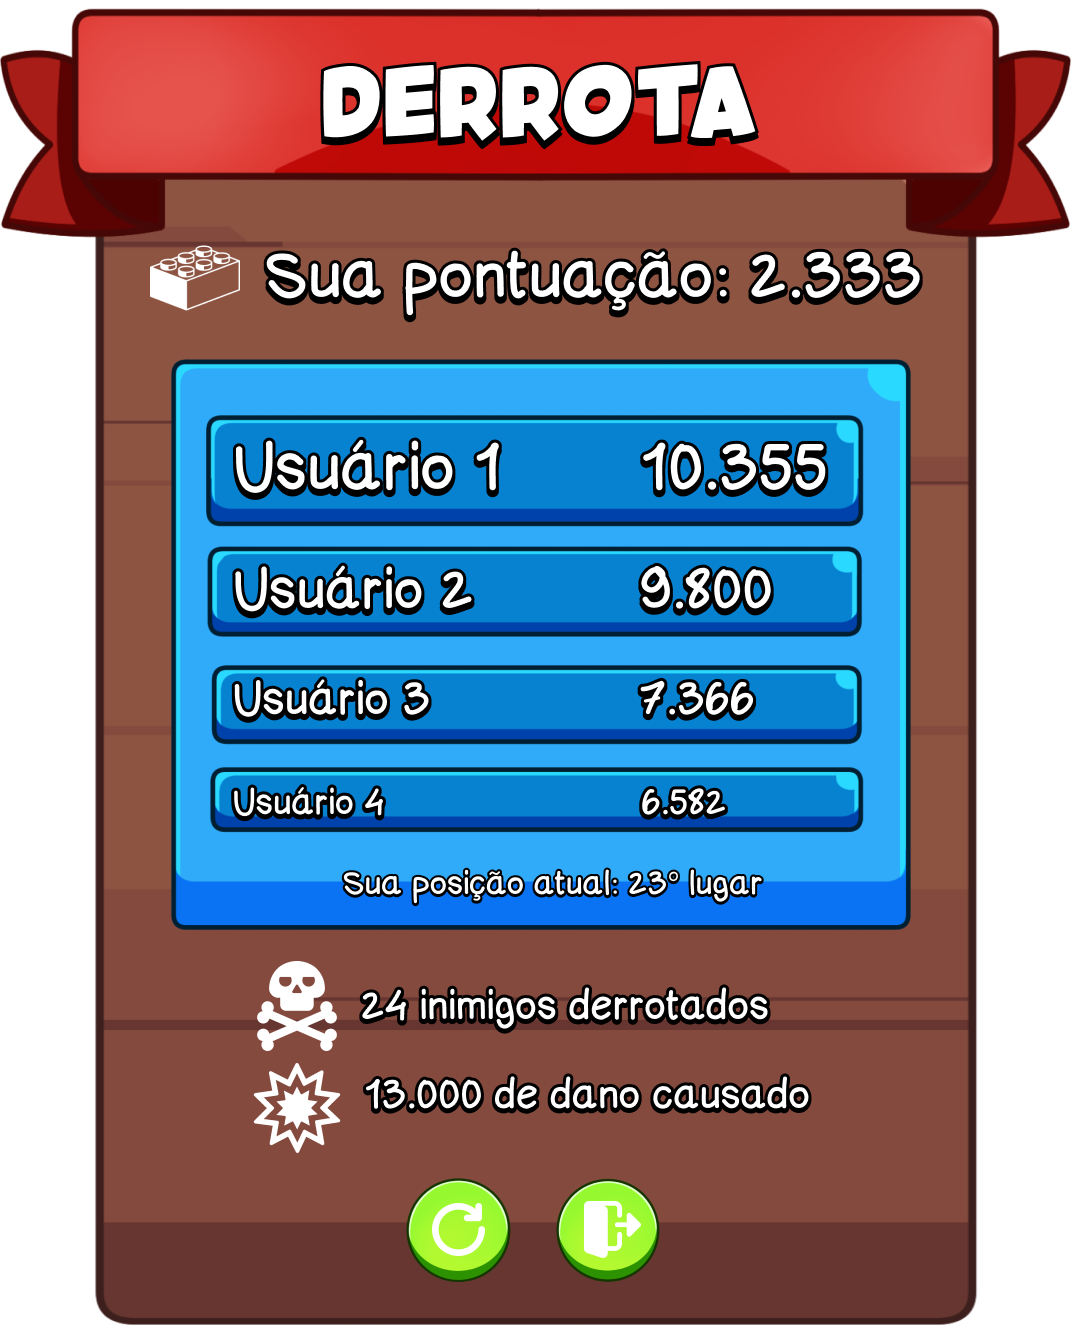 DERROTA
Sua pontuação: 2.333
Usuário 1 10.355
Usuário 2 9.800
Usuário 3 7.366
Usuário 4 6.582
Sua posição atual: 23° lugar
24 inimigos derrotados
13.000 de dano causado